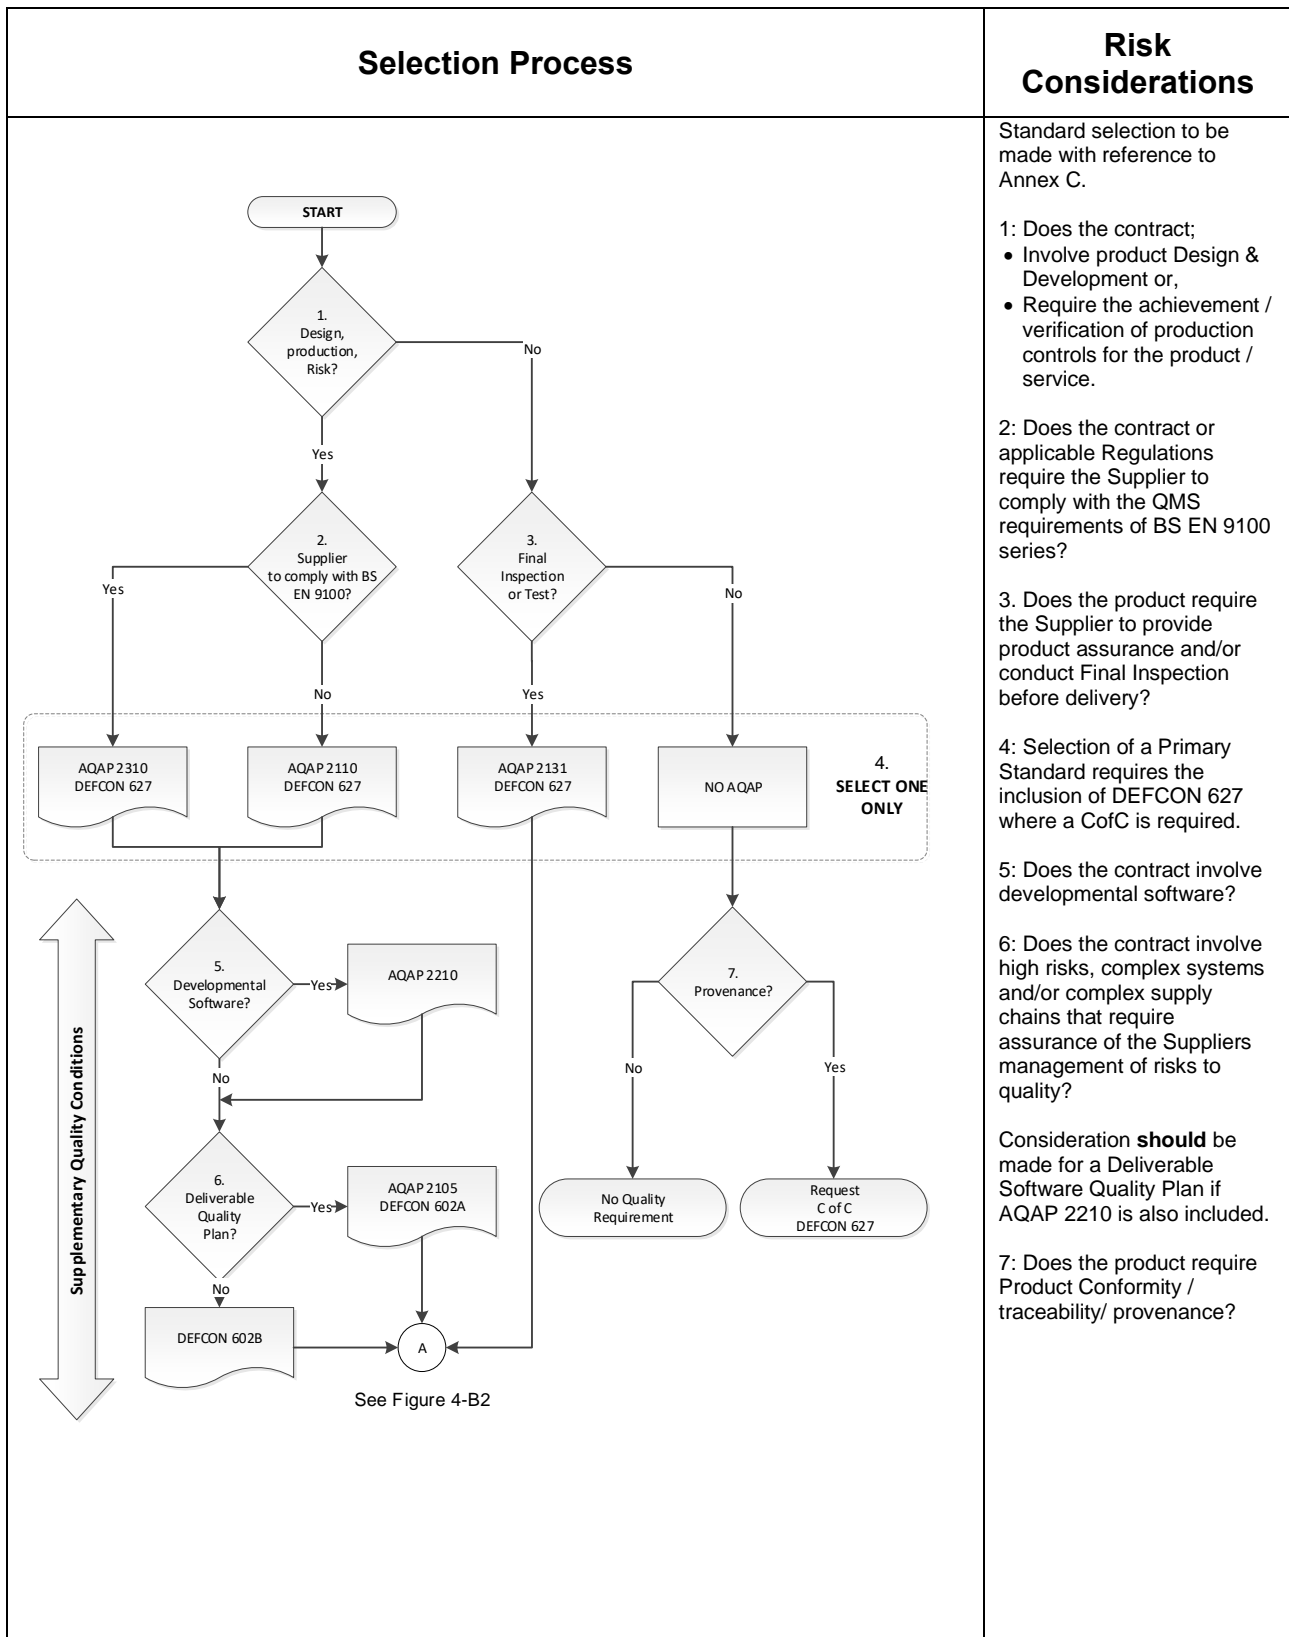 Selection Process
Risk
Considerations
START
1.
Design,
production,
Risk?
No
Yes
2.
Supplier
to comply with BS
EN 9100?
3.
Final
Inspection
or Test?
Yes
No
No
Yes
AQAP 2310
DEFCON 627
AQAP 2110
DEFCON 627
AQAP 2131
DEFCON 627
NO AQAP
4.
SELECT ONE
ONLY
Supplementary Quality Conditions
5.
Developmental
Software?
Yes
AQAP 2210
No
7.
Provenance?
No
Yes
6.
Deliverable
Quality
Plan?
Yes
AQAP 2105
DEFCON 602A
No Quality
Requirement
Request
C of C
DEFCON 627
No
DEFCON 602B
A
See Figure 4-B2
Standard selection to be
made with reference to
Annex C.
1: Does the contract;
• Involve product Design &
Development or,
• Require the achievement /
verification of production
controls for the product /
service.
2: Does the contract or
applicable Regulations
require the Supplier to
comply with the QMS
requirements of BS EN 9100
series?
3. Does the product require
the Supplier to provide
product assurance and/or
conduct Final Inspection
before delivery?
4: Selection of a Primary
Standard requires the
inclusion of DEFCON 627
where a CofC is required.
5: Does the contract involve
developmental software?
6: Does the contract involve
high risks, complex systems
and/or complex supply
chains that require
assurance of the Suppliers
management of risks to
quality?
Consideration should be
made for a Deliverable
Software Quality Plan if
AQAP 2210 is also included.
7: Does the product require
Product Conformity /
traceability/ provenance?